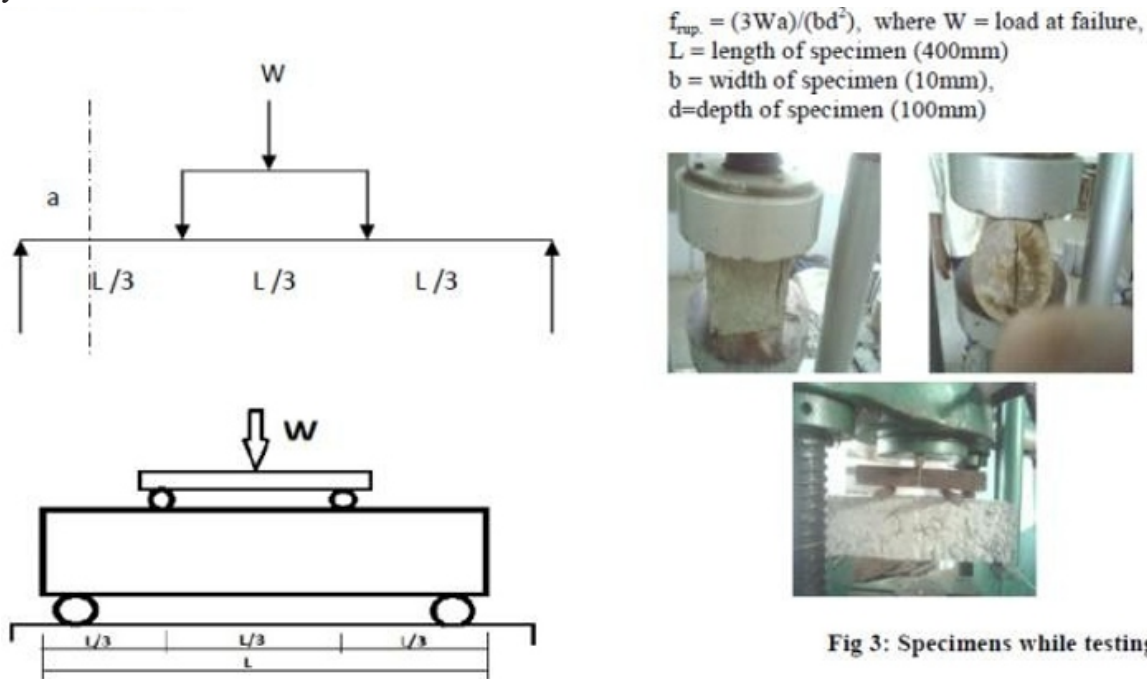 W
a
L /3 L /3 L /3
W
L/3 L/3 L/3
L
f_rup. = (3Wa)/(bd²), where W = load at failure,
L = length of specimen (400mm)
b = width of specimen (10mm),
d=depth of specimen (100mm)
Fig 3: Specimens while testing